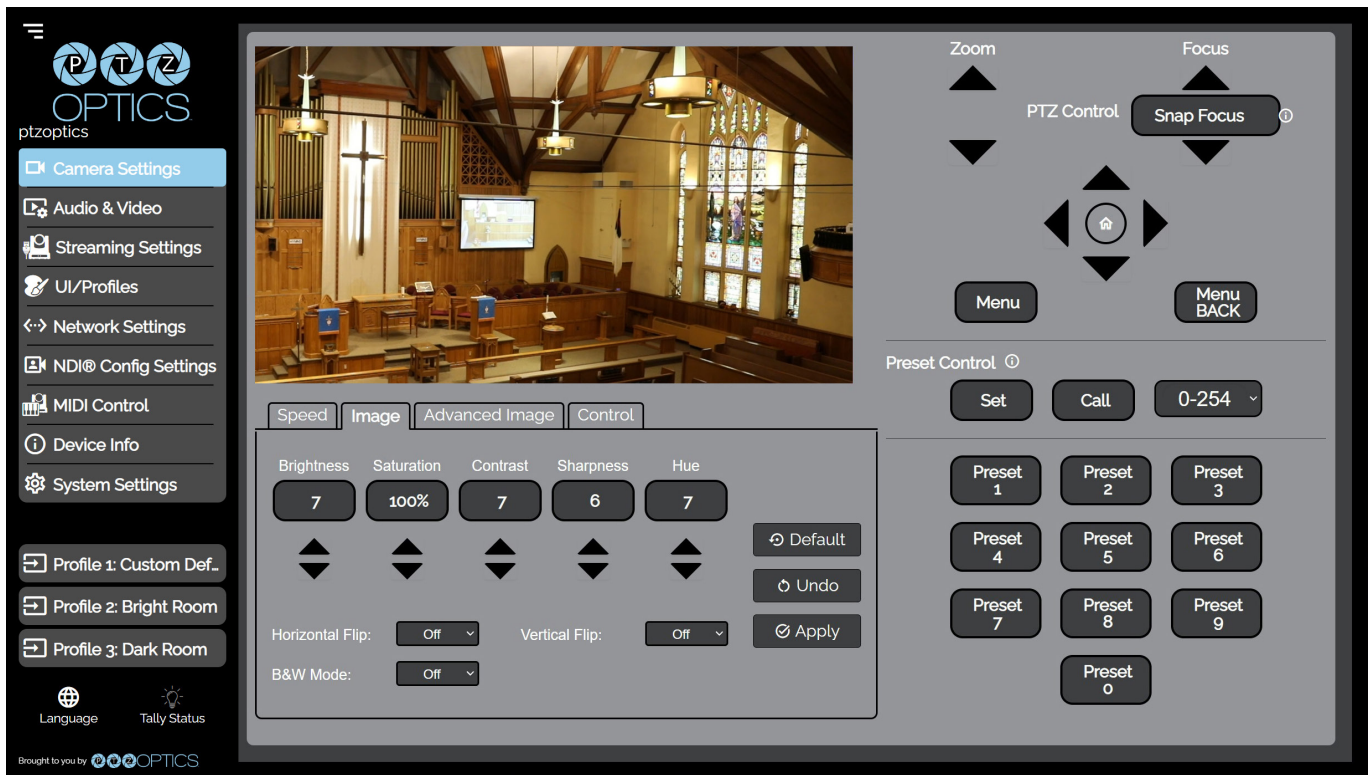 P T Z
OPTICS
ptzoptics
Camera Settings
Audio & Video
Streaming Settings
UI/Profiles
Network Settings
NDI® Config Settings
MIDI Control
Device Info
System Settings
Profile 1: Custom Def...
Profile 2: Bright Room
Profile 3: Dark Room
Language Tally Status
Brought to you by PTZOPTICS
Speed Image Advanced Image Control
Brightness Saturation Contrast Sharpness Hue
7 100% 7 6 7
Default
Undo
Apply
Horizontal Flip: Off Vertical Flip: Off
B&W Mode: Off
Zoom Focus
PTZ Control Snap Focus
Menu
Menu
BACK
Preset Control
Set Call 0-254
Preset
1
Preset
2
Preset
3
Preset
4
Preset
5
Preset
6
Preset
7
Preset
8
Preset
9
Preset
0